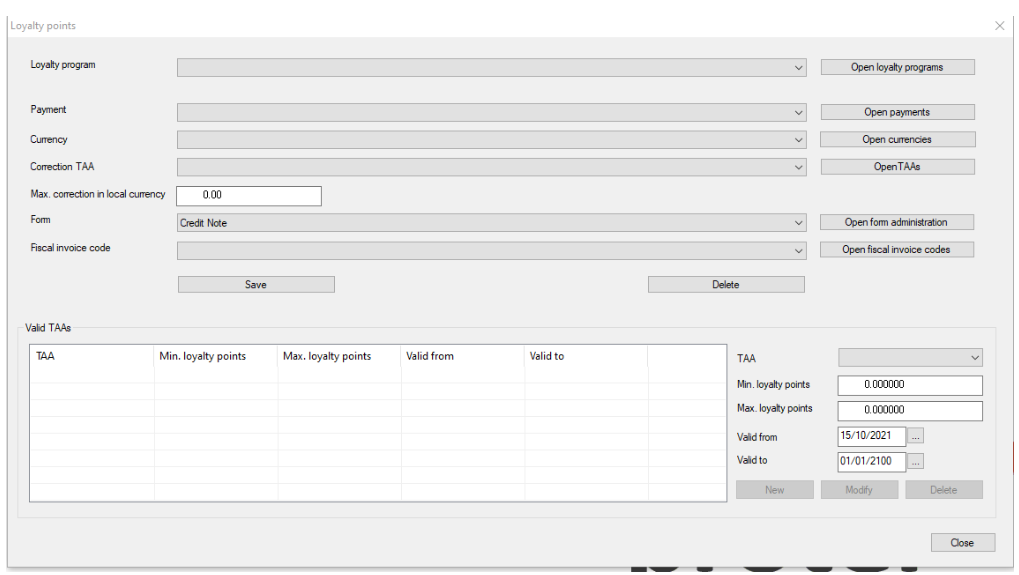 Loyalty points
Loyalty program
Open loyalty programs
Payment
Open payments
Currency
Open currencies
Correction TAA
OpenTAAs
Max. correction in local currency 0.00
Form Credit Note Open form administration
Fiscal invoice code Open fiscal invoice codes
Save Delete
Valid TAAs
TAA Min. loyalty points Max. loyalty points Valid from Valid to
TAA
Min. loyalty points 0.000000
Max. loyalty points 0.000000
Valid from 15/10/2021 ...
Valid to 01/01/2100 ...
New Modify Delete
Close